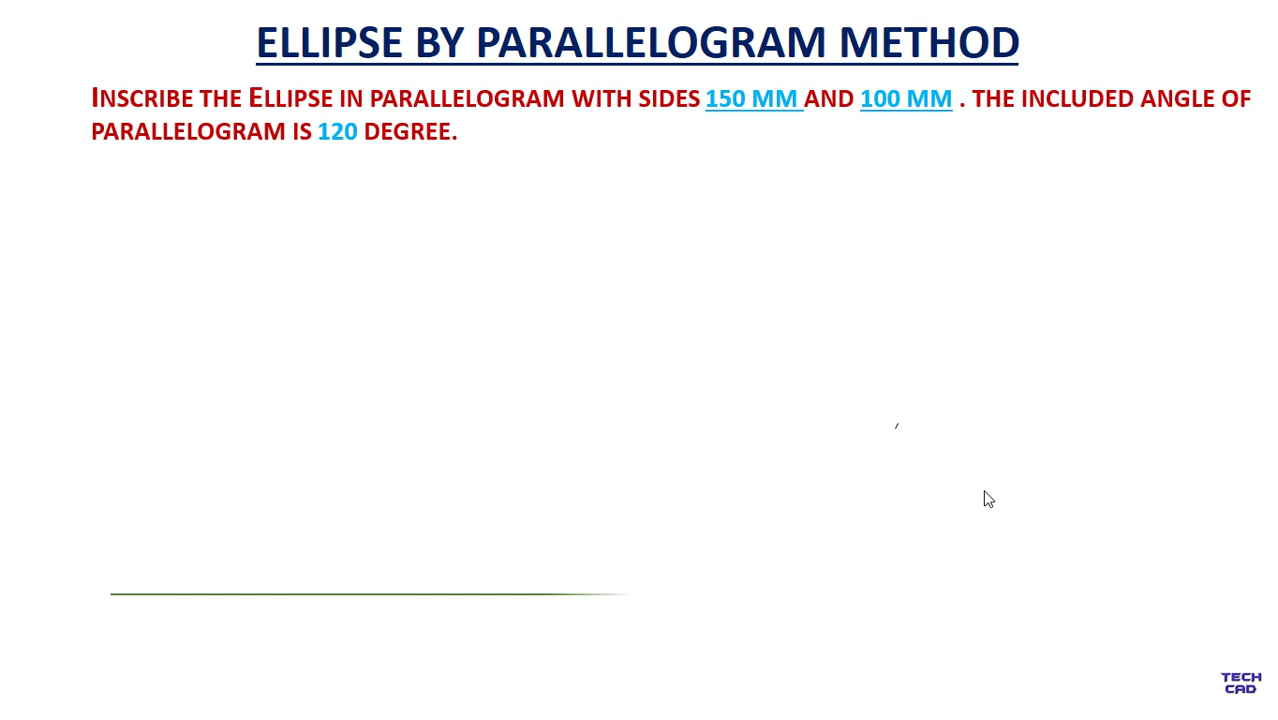 ELLIPSE BY PARALLELOGRAM METHOD
INSCRIBE THE ELLIPSE IN PARALLELOGRAM WITH SIDES 150 MM AND 100 MM . THE INCLUDED ANGLE OF
PARALLELOGRAM IS 120 DEGREE.
TECH
CAD